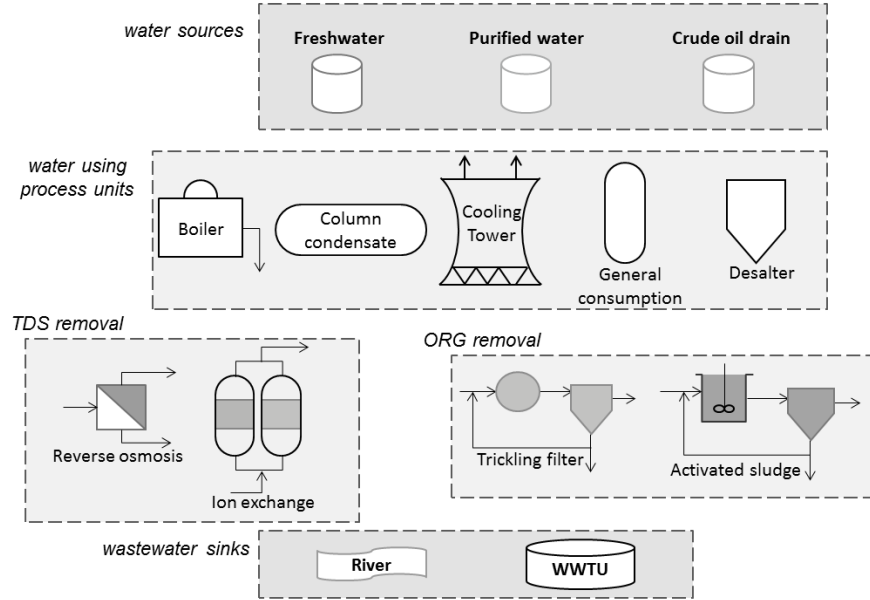 water sources
Freshwater
Purified water
Crude oil drain
water using
process units
Boiler
Column
condensate
Cooling
Tower
General
consumption
Desalter
TDS removal
Reverse osmosis
Ion exchange
ORG removal
Trickling filter
Activated sludge
wastewater sinks
River
WWTU